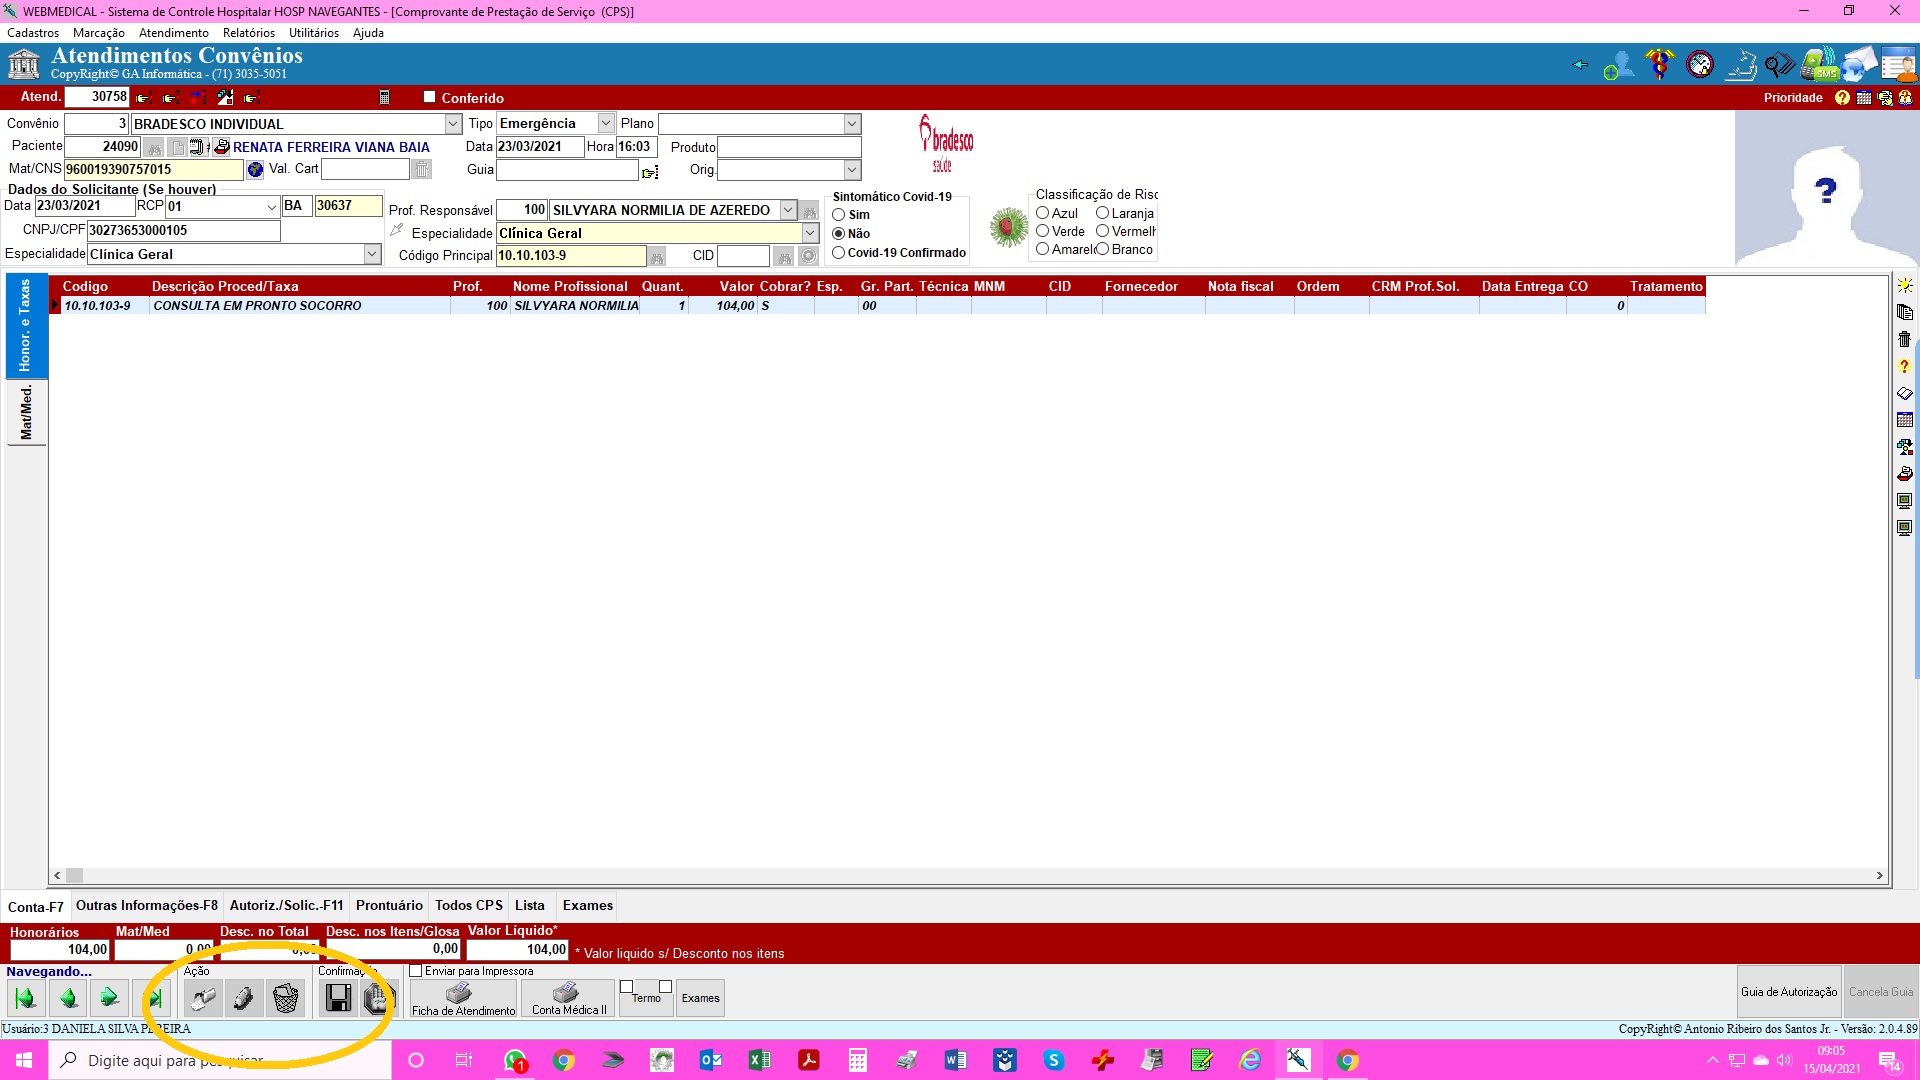 WEBMEDICAL - Sistema de Controle Hospitalar HOSP NAVEGANTES - [Comprovante de Prestação de Serviço (CPS)]
Cadastros Marcação Atendimento Relatórios Utilitários Ajuda
Atendimentos Convênios
CopyRight© GA Informática - (71) 3035-5051
SMS
Atend. 30758 Conferido Prioridade
Convênio 3 BRADESCO INDIVIDUAL Tipo Emergência Plano
bradesco
saúde
Paciente 24090 RENATA FERREIRA VIANA BAIA Data 23/03/2021 Hora 16:03 Produto
Mat/CNS 960019390757015 Val. Cart Guia Orig.
Dados do Solicitante (Se houver)
Data 23/03/2021 RCP 01 BA 30637
CNPJ/CPF 30273653000105
Especialidade Clínica Geral
Prof. Responsável 100 SILVYARA NORMILIA DE AZEREDO
Especialidade Clínica Geral
Código Principal 10.10.103-9 CID
Sintomático Covid-19
Sim
Não
Covid-19 Confirmado
Classificação de Risc
Azul Laranja
Verde Vermelh
Amarelo Branco
Honor. e Taxas
Mat/Med.
Codigo Descrição Proced/Taxa Prof. Nome Profissional Quant. Valor Cobrar? Esp. Gr. Part. Técnica MNM CID Fornecedor Nota fiscal Ordem CRM Prof.Sol. Data Entrega CO Tratamento
10.10.103-9 CONSULTA EM PRONTO SOCORRO 100 SILVYARA NORMILIA 1 104,00 S 00 0
Conta-F7 Outras Informações-F8 Autoriz./Solic.-F11 Prontuário Todos CPS Lista Exames
Honorários Mat/Med Desc. no Total Desc. nos Itens/Glosa Valor Líquido*
104,00 0,00 0,00 0,00 104,00 * Valor liquido s/ Desconto nos itens
Navegando... Ação Confirmação Enviar para Impressora
Ficha de Atendimento Conta Médica II Termo Exames Guia de Autorização Cancela Guia
Usuário:3 DANIELA SILVA PEREIRA CopyRight© Antonio Ribeiro dos Santos Jr. - Versão: 2.0.4.89
Digite aqui para pesquisar 1 09:05
15/04/2021 14